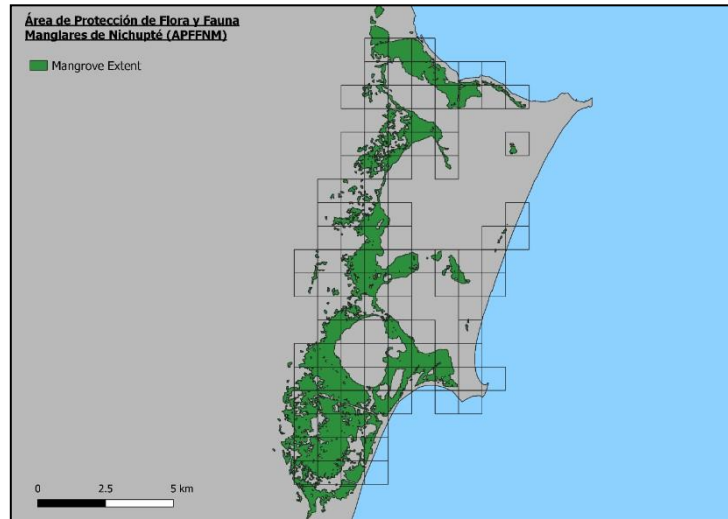 Área de Protección de Flora y Fauna
Manglares de Nichupté (APFFNM)
Mangrove Extent
0 2.5 5 km